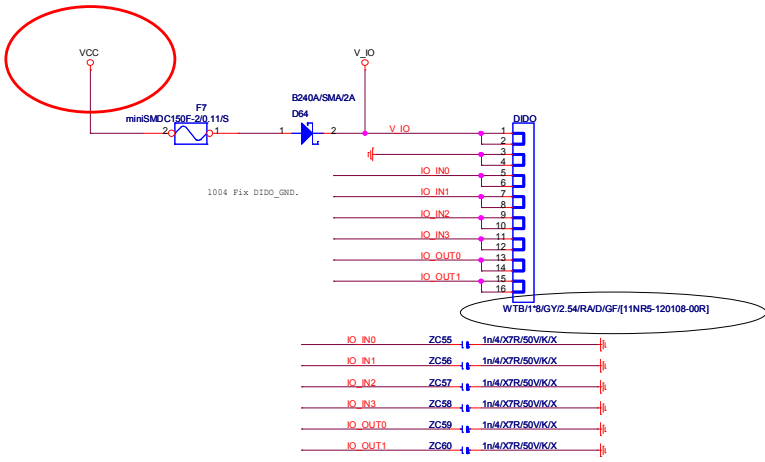 VCC
V_IO
B240A/SMA/2A
F7
D64
miniSMDC150F-2/0.11/S
DIDO
2 1 1 2 V_IO 1
2
3
4
IO_IN0 5
6
IO_IN1 7
8
IO_IN2 9
10
IO_IN3 11
12
IO_OUT0 13
14
IO_OUT1 15
16
1004 Fix DIDO_GND.
WTB/1*8/GY/2.54/RA/D/GF/[11NR5-120108-00R]
IO_IN0 ZC55 1n/4/X7R/50V/K/X
IO_IN1 ZC56 1n/4/X7R/50V/K/X
IO_IN2 ZC57 1n/4/X7R/50V/K/X
IO_IN3 ZC58 1n/4/X7R/50V/K/X
IO_OUT0 ZC59 1n/4/X7R/50V/K/X
IO_OUT1 ZC60 1n/4/X7R/50V/K/X